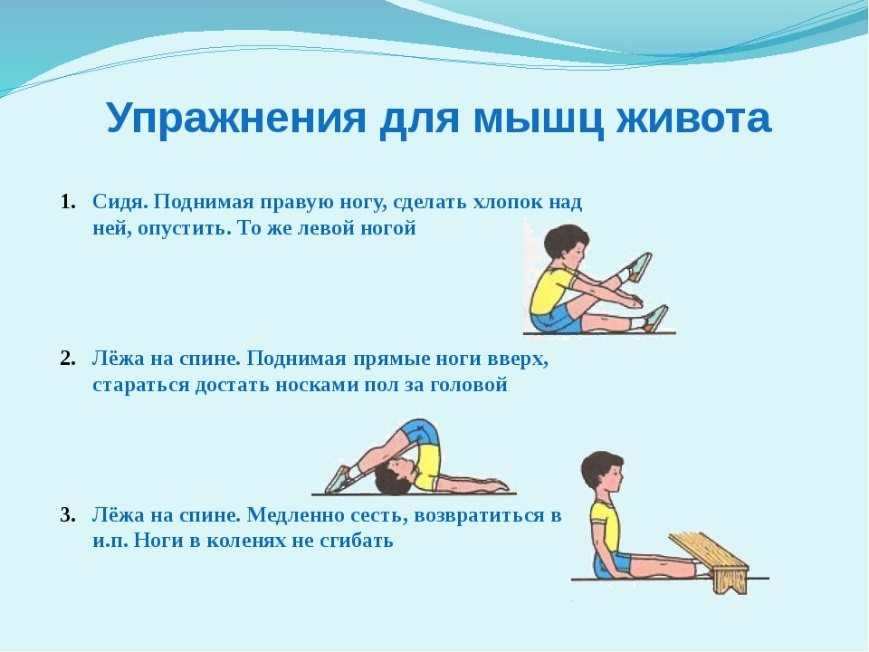 Упражнения для мышц живота
1. Сидя. Поднимая правую ногу, сделать хлопок над
ней, опустить. То же левой ногой
2. Лёжа на спине. Поднимая прямые ноги вверх,
стараться достать носками пол за головой
3. Лёжа на спине. Медленно сесть, возвратиться в
и.п. Ноги в коленях не сгибать